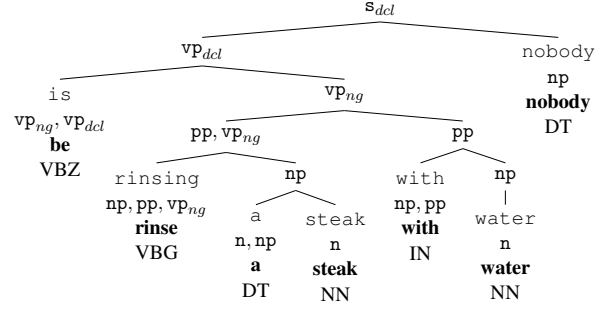 s_dcl
vp_dcl
nobody
np
nobody
DT
is
vp_ng, vp_dcl
be
VBZ
vp_ng
pp, vp_ng
pp
rinsing
np, pp, vp_ng
rinse
VBG
np
a
n, np
a
DT
steak
n
steak
NN
with
np, pp
with
IN
np
water
n
water
NN